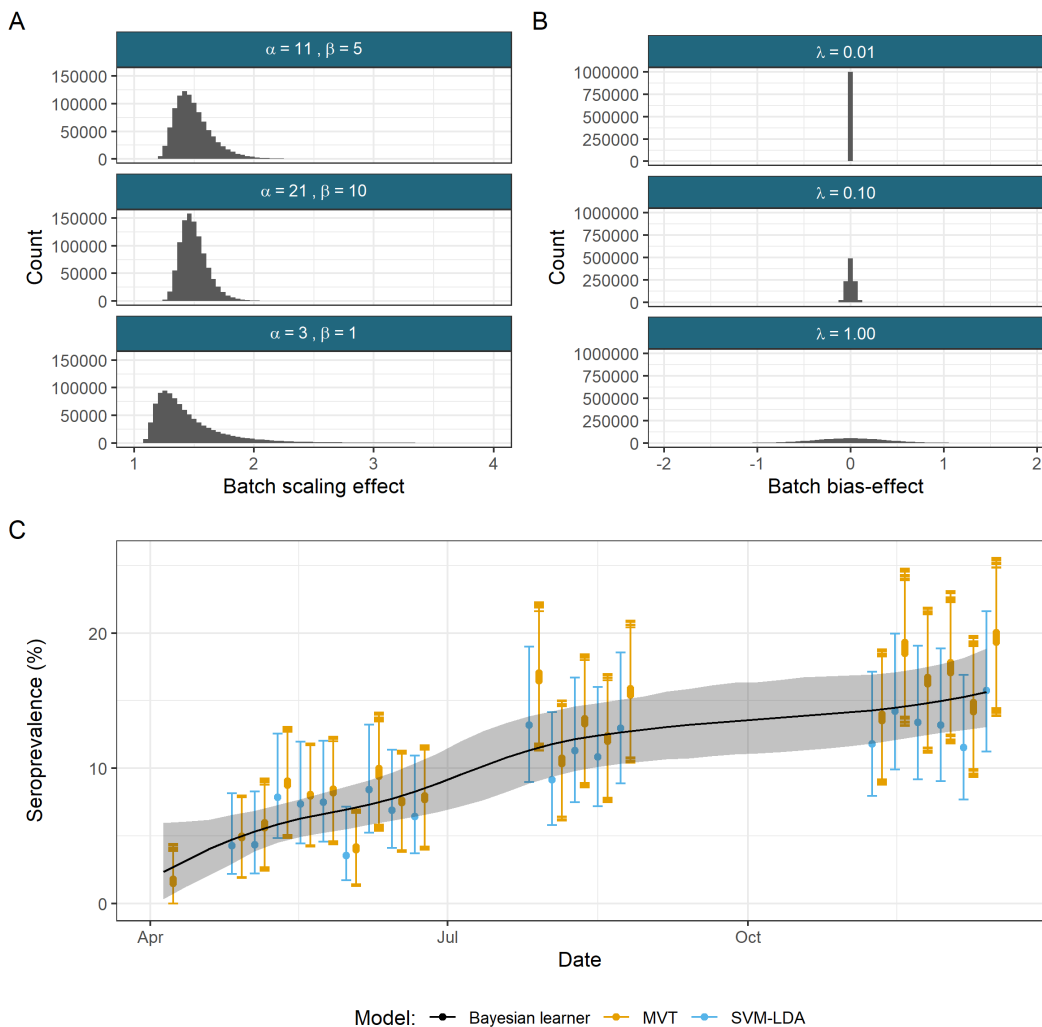 A
α = 11 , β = 5
150000
100000
50000
0
α = 21 , β = 10
150000
100000
50000
0
α = 3 , β = 1
150000
100000
50000
0
Count
1 2 3 4
Batch scaling effect
B
λ = 0.01
1000000
750000
500000
250000
0
λ = 0.10
1000000
750000
500000
250000
0
λ = 1.00
1000000
750000
500000
250000
0
Count
-2 -1 0 1 2
Batch bias-effect
C
Seroprevalence (%)
20
10
0
Apr Jul Oct
Date
Model: Bayesian learner MVT SVM-LDA